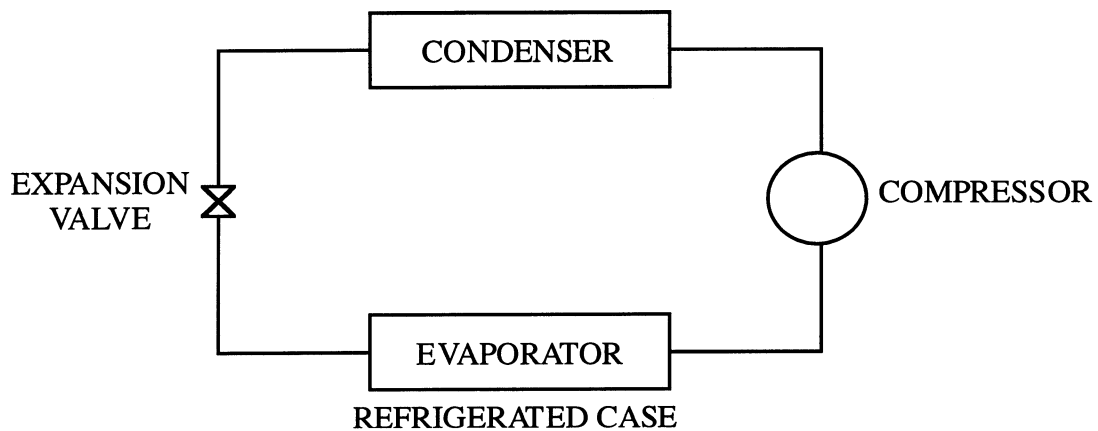 CONDENSER
EXPANSION
VALVE
COMPRESSOR
EVAPORATOR
REFRIGERATED CASE